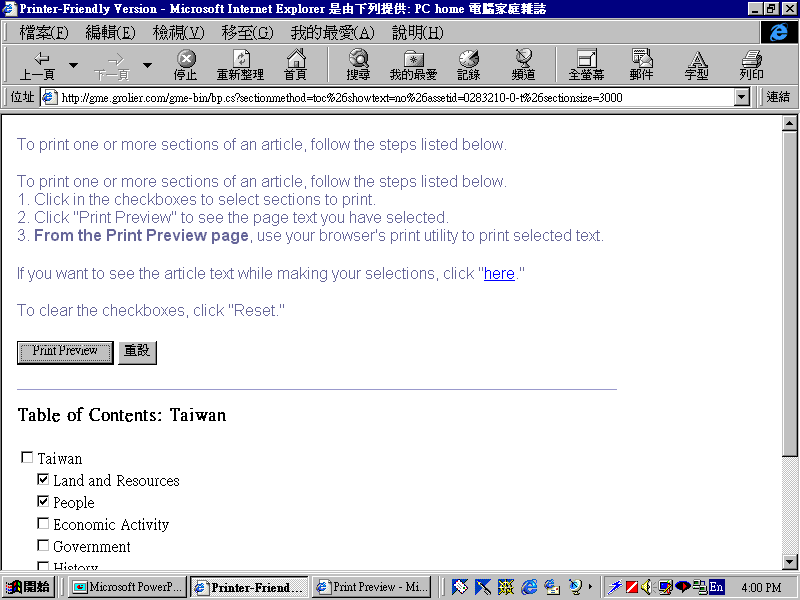 Printer-Friendly Version - Microsoft Internet Explorer 是由下列提供: PC home 電腦家庭雜誌
檔案(F) 編輯(E) 檢視(V) 移至(G) 我的最愛(A) 說明(H)
上一頁 下一頁 停止 重新整理 首頁 搜尋 我的最愛 記錄 頻道 全螢幕 郵件 字型 列印
位址 http://gme.grolier.com/gme-bin/bp.cs?sectionmethod=toc%26showtext=no%26assetid=0283210-0-t%26sectionsize=3000 連結
To print one or more sections of an article, follow the steps listed below.
To print one or more sections of an article, follow the steps listed below.
1. Click in the checkboxes to select sections to print.
2. Click "Print Preview" to see the page text you have selected.
3. From the Print Preview page, use your browser's print utility to print selected text.
If you want to see the article text while making your selections, click "here."
To clear the checkboxes, click "Reset."
Print Preview 重設
Table of Contents: Taiwan
Taiwan
Land and Resources
People
Economic Activity
Government
History
開始 Microsoft PowerP... Printer-Friend... Print Preview - Mi... En 4:00 PM